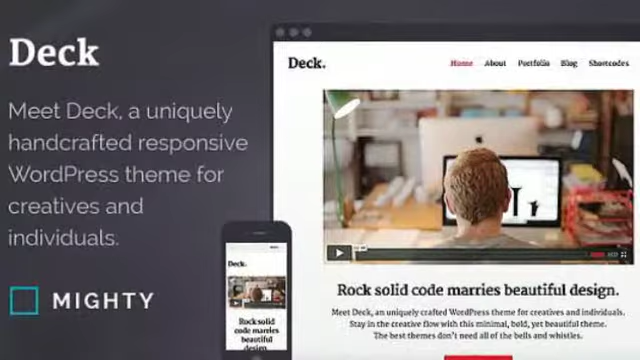 Deck
Meet Deck, a uniquely
handcrafted responsive
WordPress theme for
creatives and
individuals.
MIGHTY
Deck.
Home About Portfolio Blog Shortcodes
Rock solid code marries beautiful design.
Meet Deck, an uniquely crafted WordPress theme for creatives and individuals.
Stay in the creative flow with this minimal, bold, yet beautiful theme.
The best themes don't need all of the bells and whistles.
Deck.
Rock solid
code marries
beautiful
design.